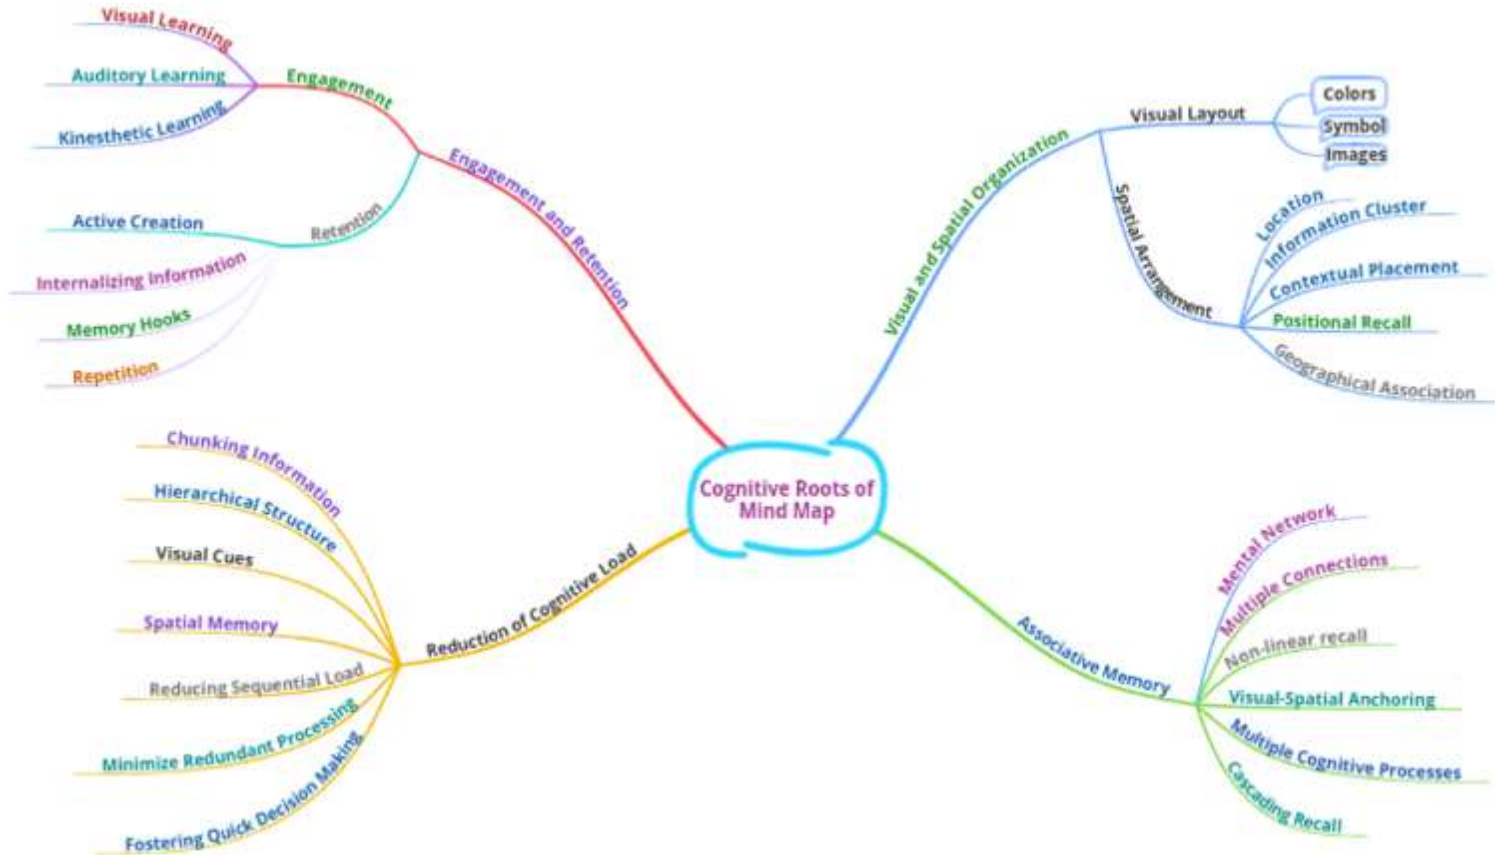 Visual Learning
Auditory Learning
Kinesthetic Learning
Engagement
Active Creation
Internalizing Information
Memory Hooks
Repetition
Retention
Engagement and Retention
Visual and Spatial Organization
Visual Layout
Colors
Symbol
Images
Spatial Arrangement
Location
Information Cluster
Contextual Placement
Positional Recall
Geographical Association
Cognitive Roots of
Mind Map
Chunking Information
Hierarchical Structure
Visual Cues
Spatial Memory
Reducing Sequential Load
Minimize Redundant Processing
Fostering Quick Decision Making
Reduction of Cognitive Load
Associative Memory
Mental Network
Multiple Connections
Non-linear recall
Visual-Spatial Anchoring
Multiple Cognitive Processes
Cascading Recall